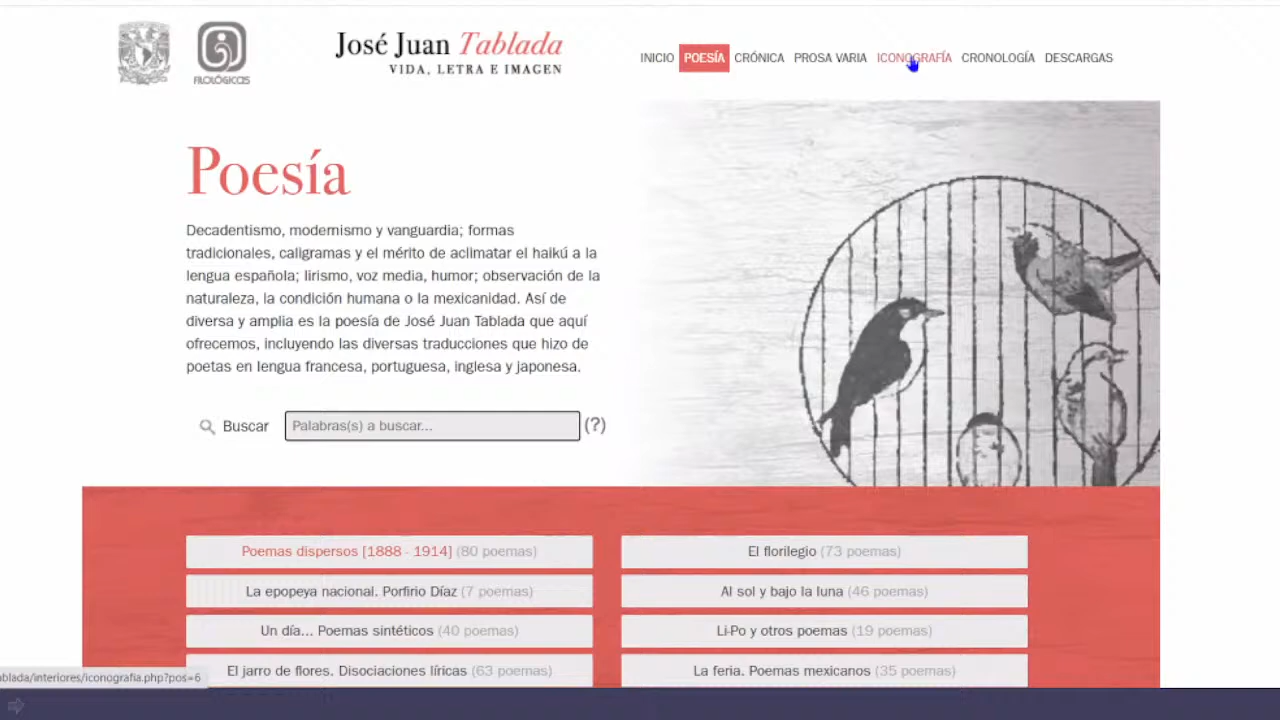 José Juan Tablada
VIDA, LETRA E IMAGEN
FILOLÓGICAS
INICIO POESÍA CRÓNICA PROSA VARIA ICONOGRAFÍA CRONOLOGÍA DESCARGAS
Poesía
Decadentismo, modernismo y vanguardia; formas
tradicionales, caligramas y el mérito de aclimatar el haikú a la
lengua española; lirismo, voz media, humor; observación de la
naturaleza, la condición humana o la mexicanidad. Así de
diversa y amplia es la poesía de José Juan Tablada que aquí
ofrecemos, incluyendo las diversas traducciones que hizo de
poetas en lengua francesa, portuguesa, inglesa y japonesa.
Buscar Palabras(s) a buscar... (?)
Poemas dispersos [1888 - 1914] (80 poemas)
El florilegio (73 poemas)
La epopeya nacional. Porfirio Díaz (7 poemas)
Al sol y bajo la luna (46 poemas)
Un día... Poemas sintéticos (40 poemas)
Li-Po y otros poemas (19 poemas)
El jarro de flores. Disociaciones líricas (63 poemas)
La feria. Poemas mexicanos (35 poemas)
ablada/interiores/iconografia.php?pos=6